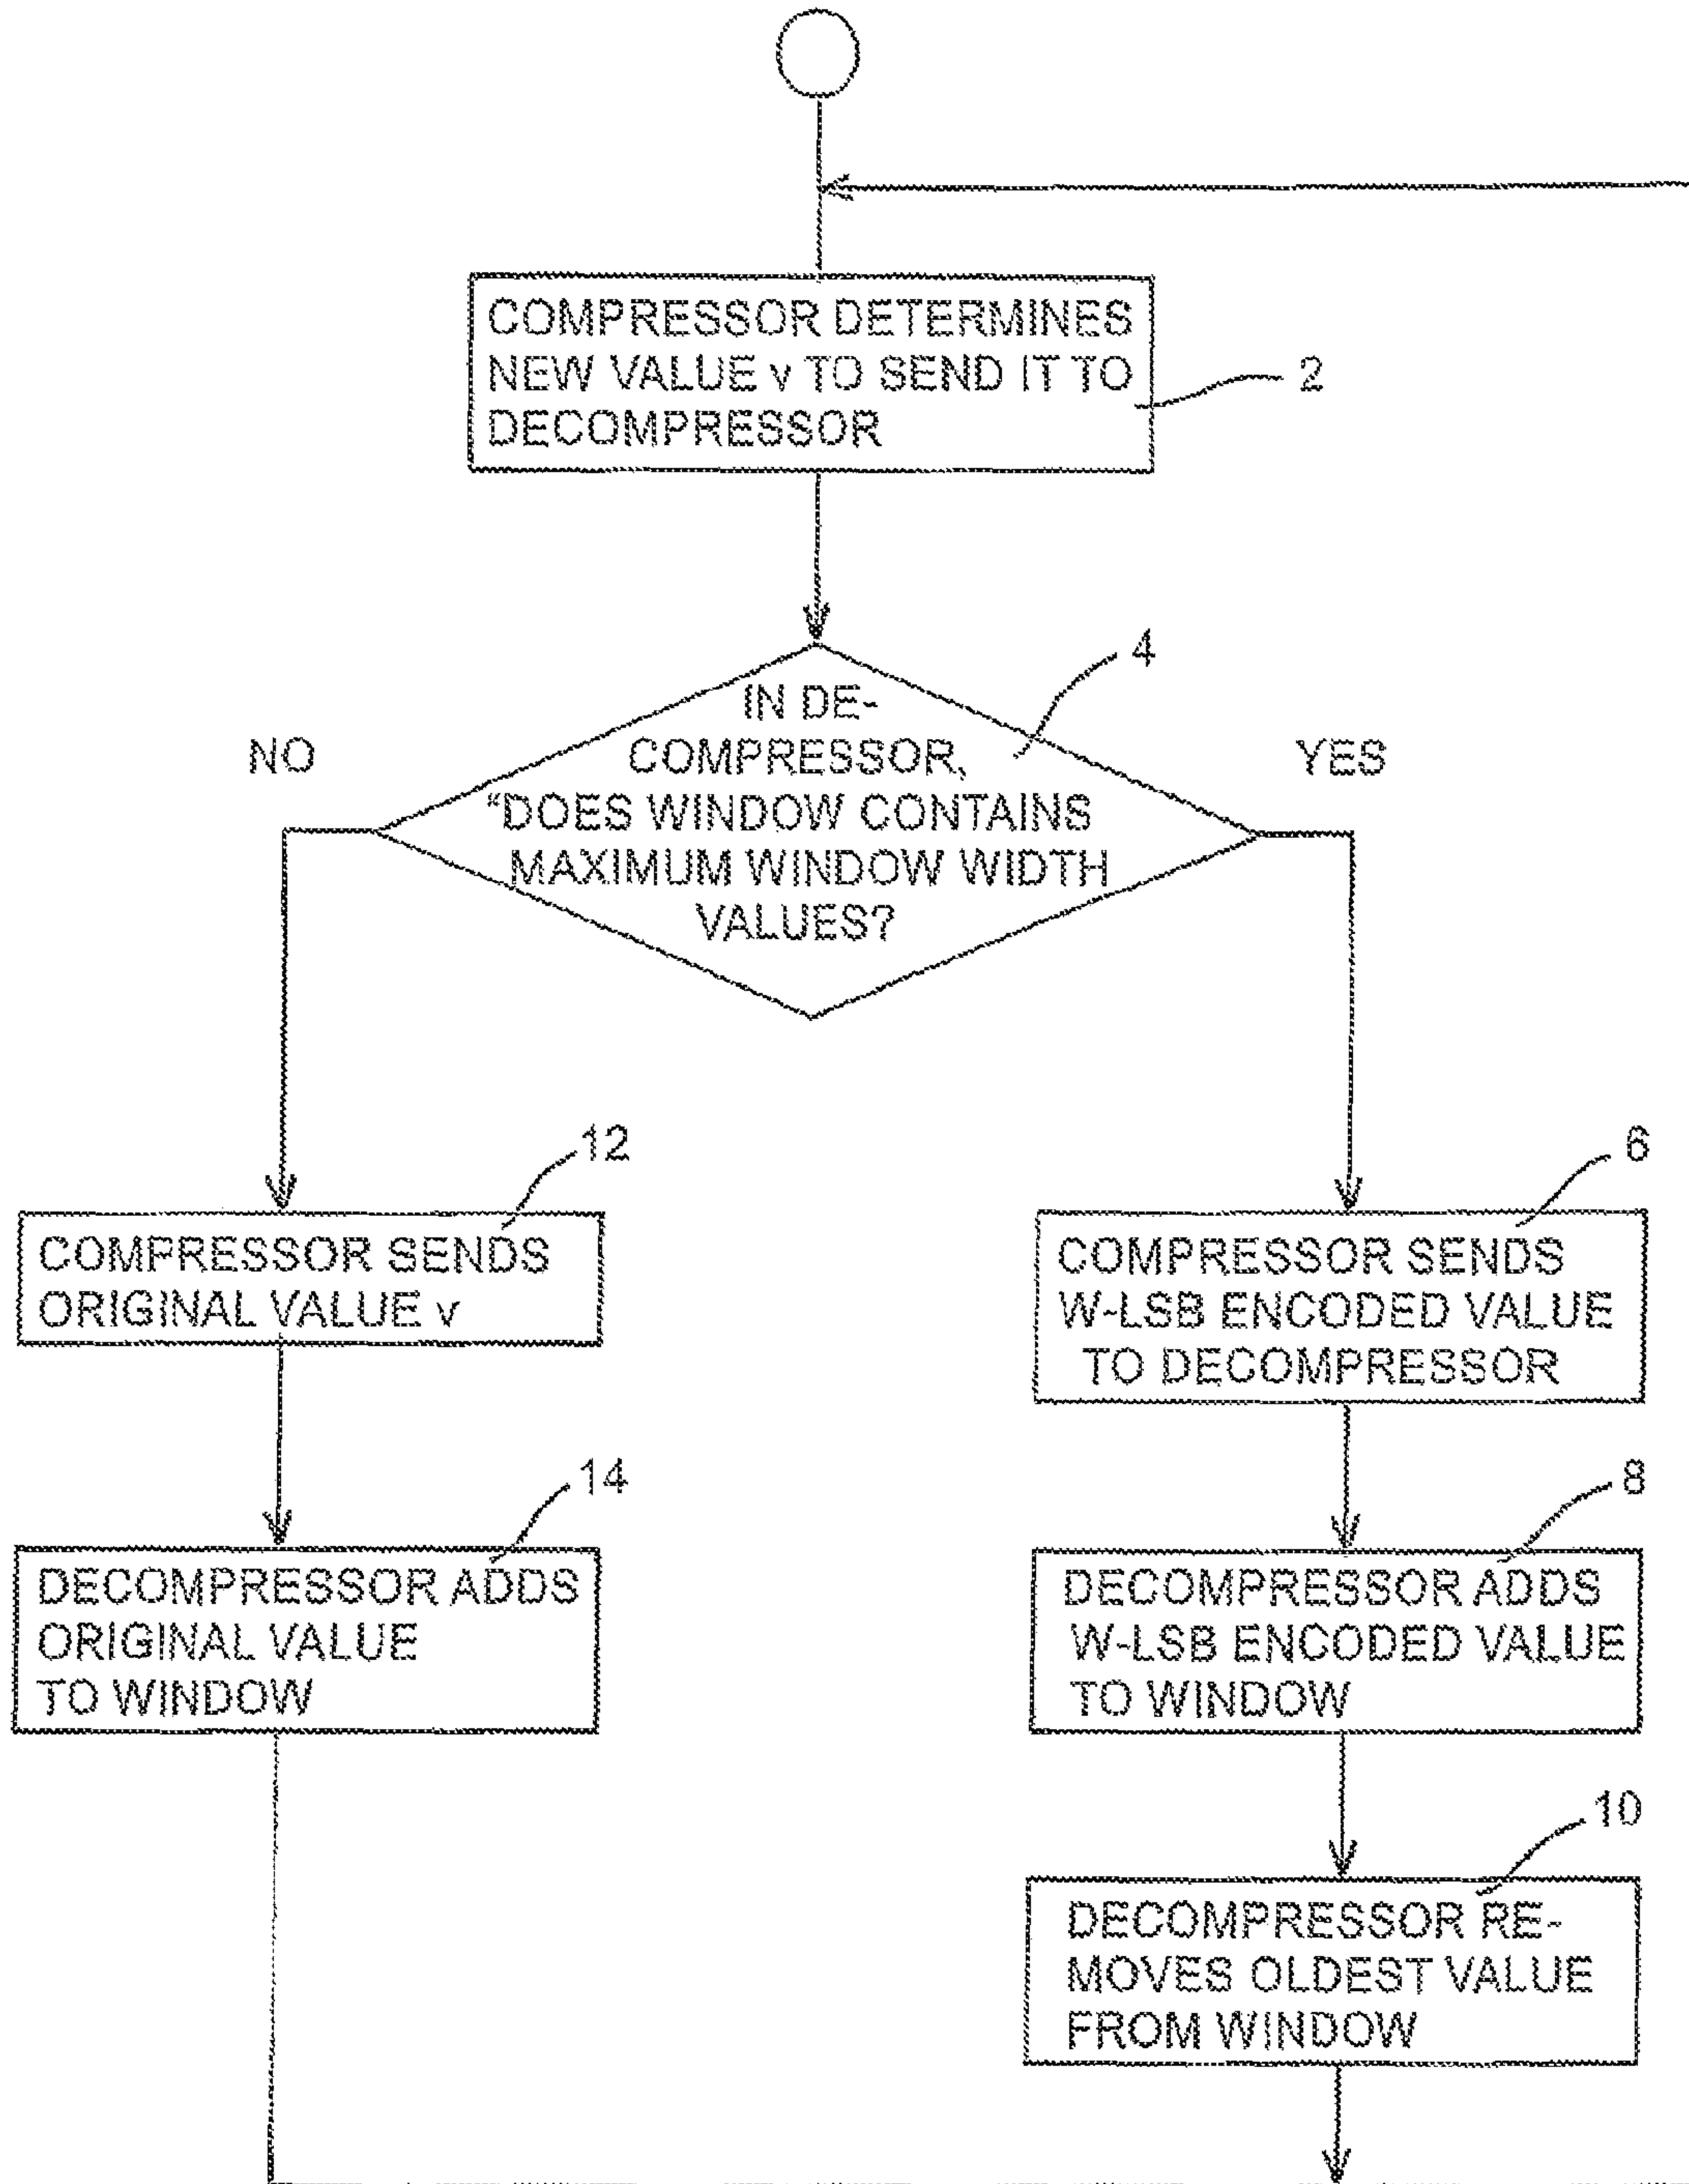 COMPRESSOR DETERMINES
NEW VALUE v TO SEND IT TO
DECOMPRESSOR
2
4
IN DE-
COMPRESSOR,
“DOES WINDOW CONTAINS
MAXIMUM WINDOW WIDTH
VALUES?
NO
YES
12
COMPRESSOR SENDS
ORIGINAL VALUE v
6
COMPRESSOR SENDS
W-LSB ENCODED VALUE
TO DECOMPRESSOR
14
DECOMPRESSOR ADDS
ORIGINAL VALUE
TO WINDOW
8
DECOMPRESSOR ADDS
W-LSB ENCODED VALUE
TO WINDOW
10
DECOMPRESSOR RE-
MOVES OLDEST VALUE
FROM WINDOW